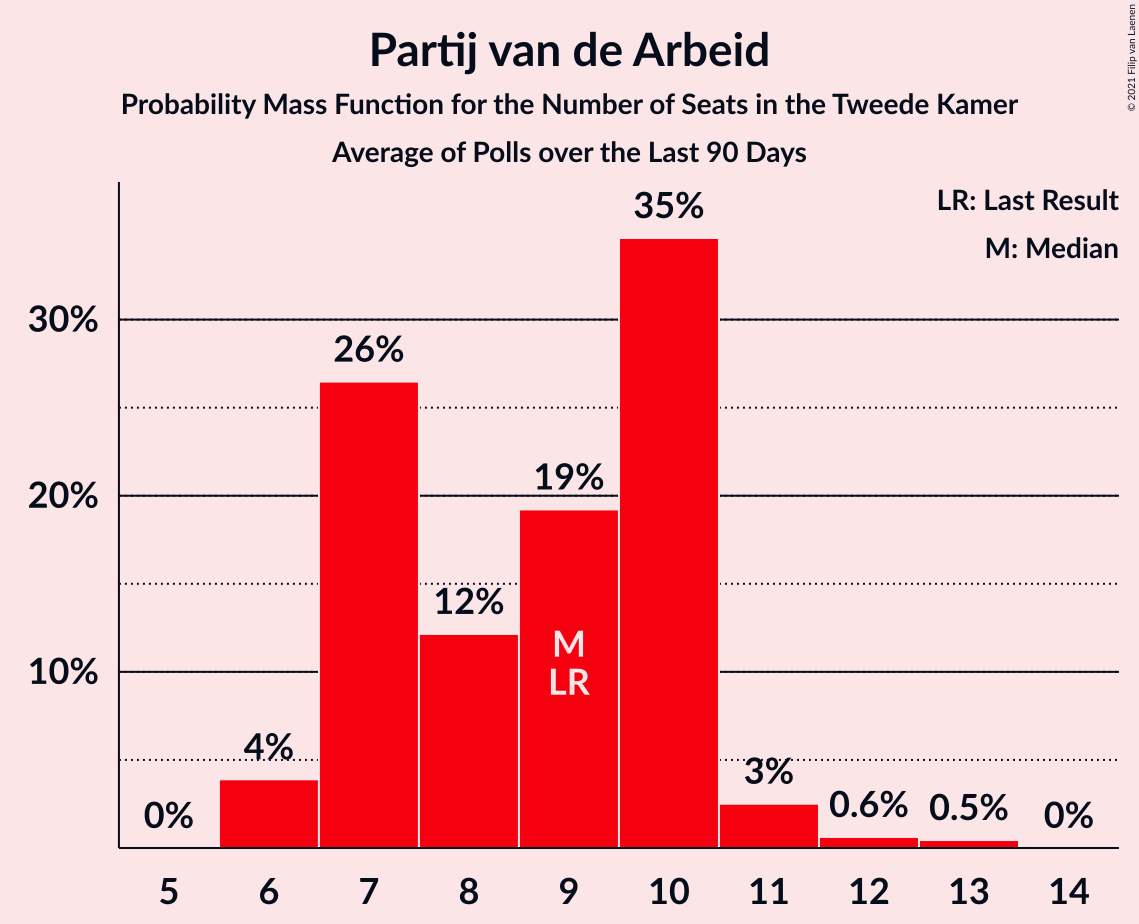 Partij van de Arbeid
Probability Mass Function for the Number of Seats in the Tweede Kamer
Average of Polls over the Last 90 Days
© 2021 Filip van Laenen
LR: Last Result
M: Median
35%
30%
26%
20%
19%
12%
M
LR
10%
4%
3%
0%
0.6%
0.5%
0%
5 6 7 8 9 10 11 12 13 14